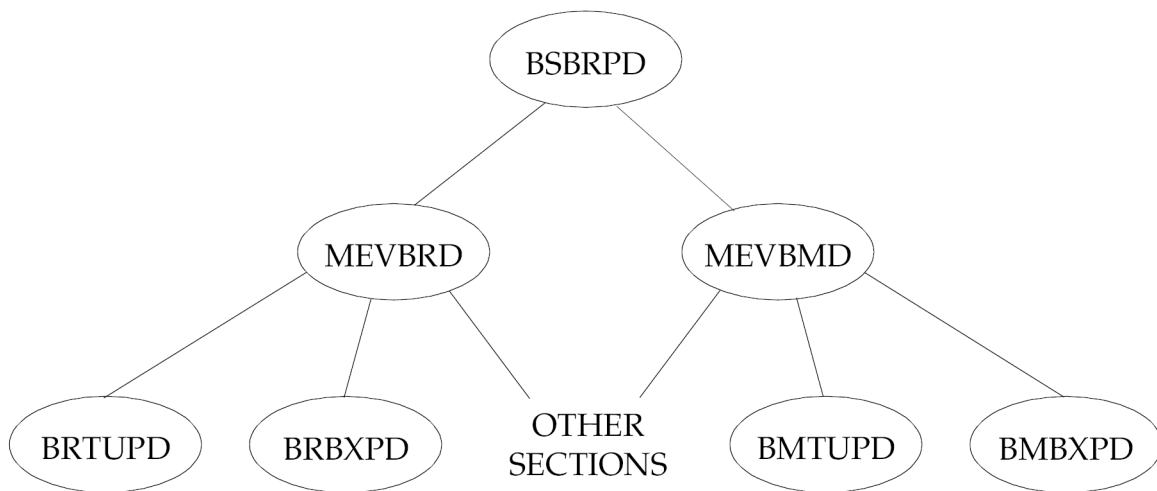 BSBRPD
MEVBRD
MEVBMD
BRTUPD
BRBXPD
OTHER
SECTIONS
BMTUPD
BMBXPD